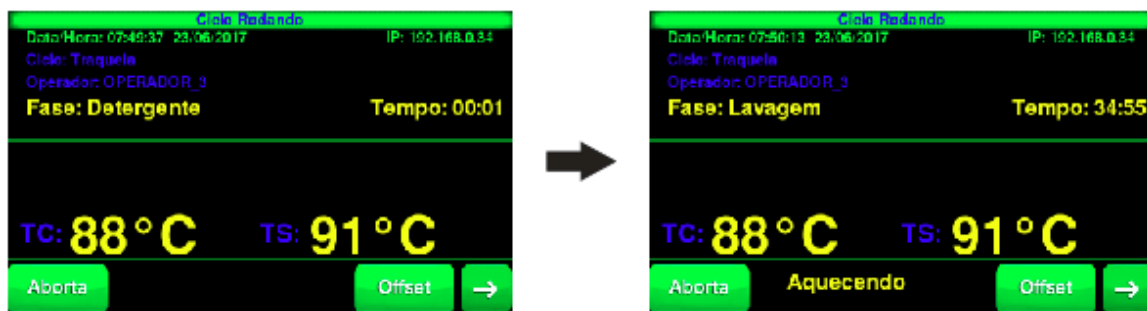 Ciclo Rodando
Data/Hora: 07:49:37 23/06/2017 IP: 192.168.0.34
Ciclo: Traqueia
Operador: OPERADOR_3
Fase: Detergente Tempo: 00:01
TC: 88°C TS: 91°C
Aborta Offset →
Ciclo Rodando
Data/Hora: 07:50:13 23/06/2017 IP: 192.168.0.34
Ciclo: Traqueia
Operador: OPERADOR_3
Fase: Lavagem Tempo: 34:55
TC: 88°C TS: 91°C
Aborta Aquecendo Offset →